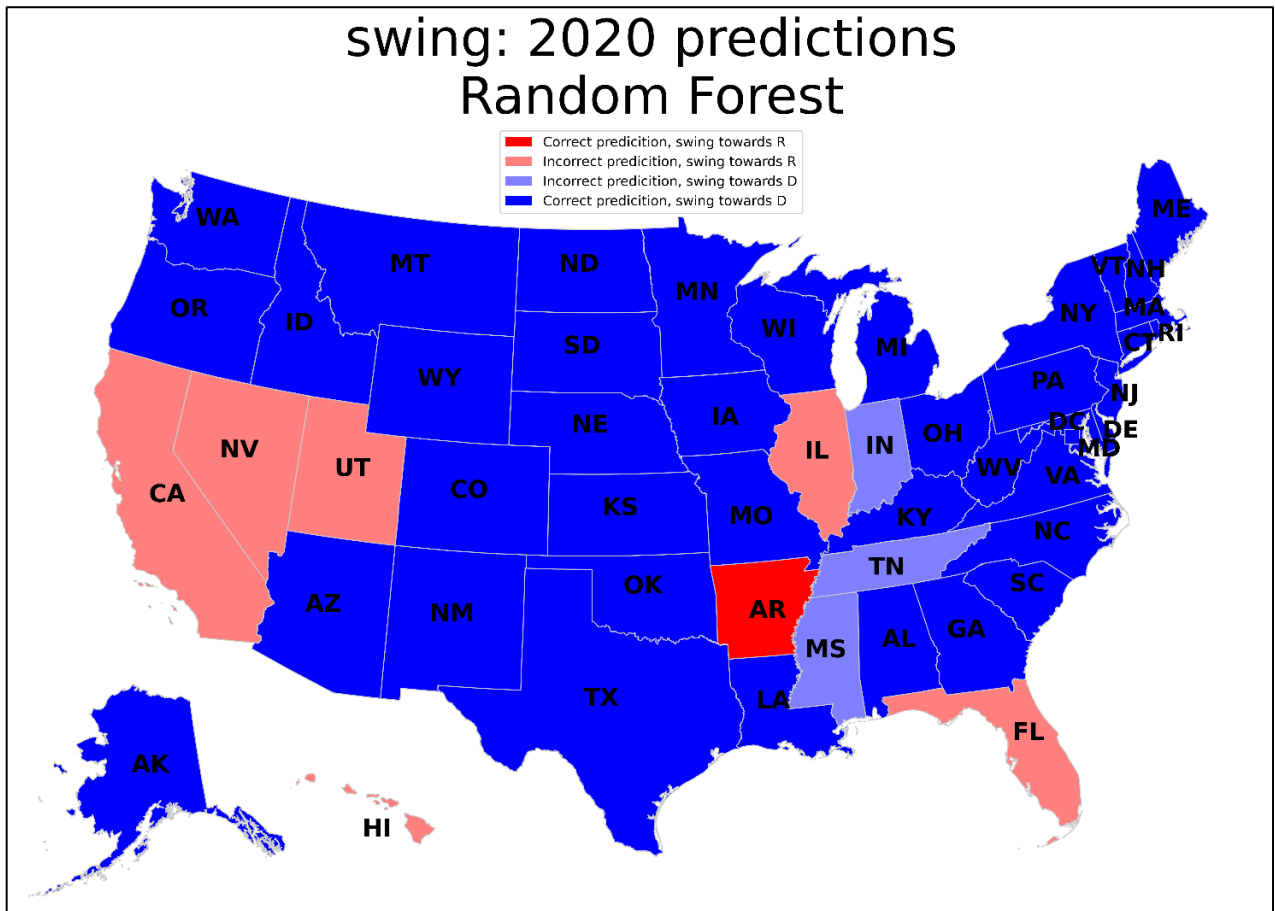 swing: 2020 predictions
Random Forest
Correct predicition, swing towards R
Incorrect predicition, swing towards R
Incorrect predicition, swing towards D
Correct predicition, swing towards D
WA
MT
ND
MN
ME
VT
NH
OR
ID
SD
WI
MI
NY
MA
CT
RI
WY
NE
IA
PA
NJ
NV
UT
CO
IL
IN
OH
DC
DE
MD
WV
VA
CA
KS
MO
KY
NC
AZ
NM
OK
AR
TN
SC
MS
AL
GA
TX
LA
FL
AK
HI